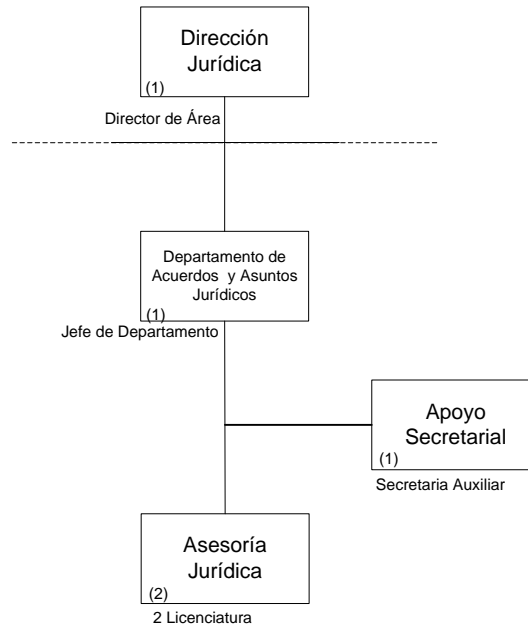 Dirección
Jurídica
(1)
Director de Área
Departamento de
Acuerdos y Asuntos
Jurídicos
(1)
Jefe de Departamento
Apoyo
Secretarial
(1)
Secretaria Auxiliar
Asesoría
Jurídica
(2)
2 Licenciatura